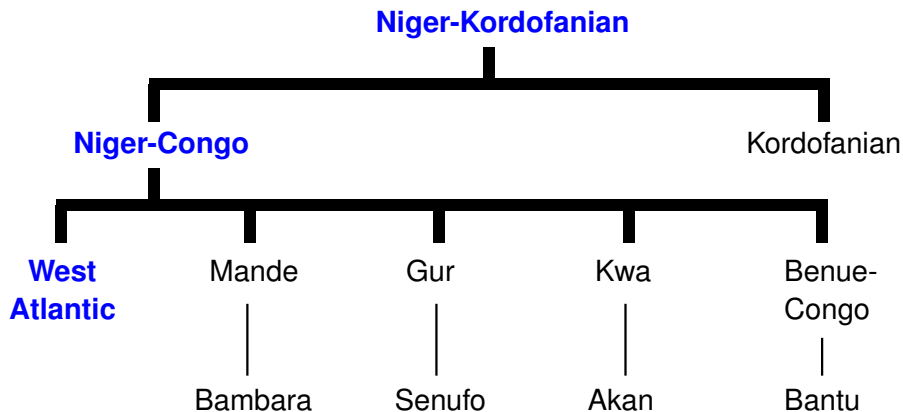 Niger-Kordofanian
Niger-Congo Kordofanian
West Mande Gur Kwa Benue-
Atlantic Congo
Bambara Senufo Akan Bantu